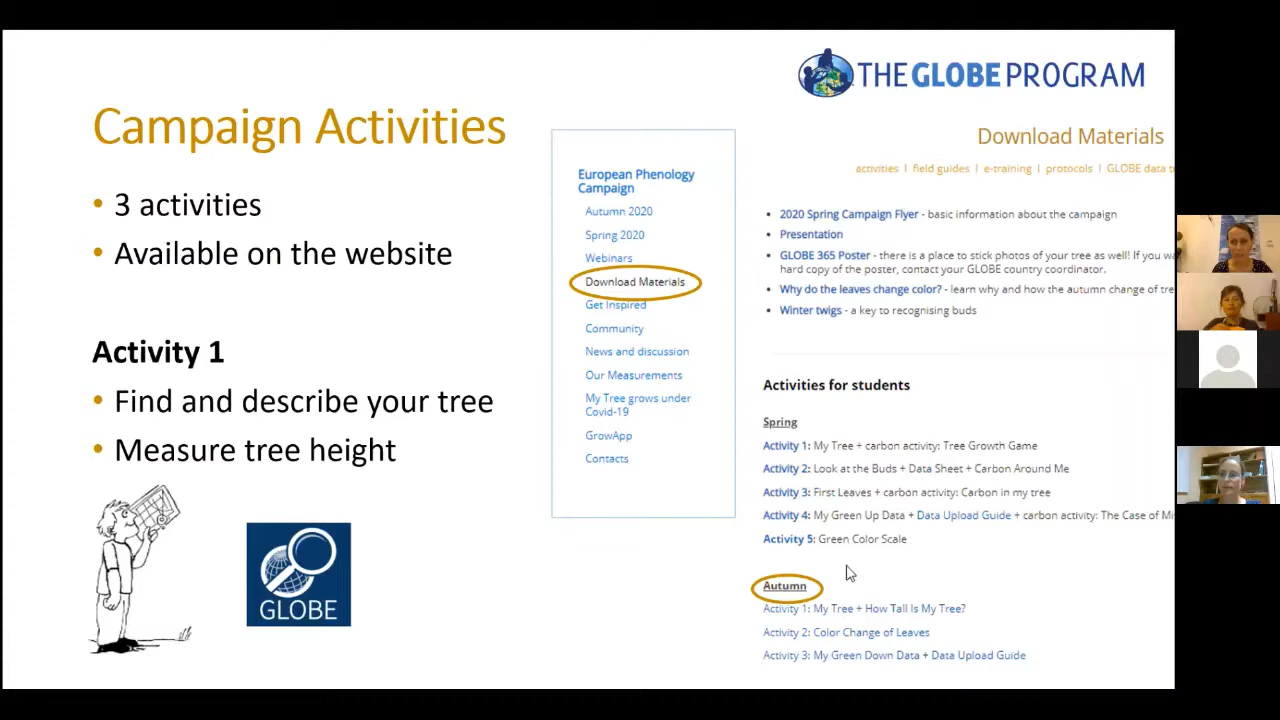 THE GLOBE PROGRAM
Campaign Activities
• 3 activities
• Available on the website
Activity 1
• Find and describe your tree
• Measure tree height
GLOBE
European Phenology
Campaign
Autumn 2020
Spring 2020
Webinars
Download Materials
Get Inspired
Community
News and discussion
Our Measurements
My Tree grows under
Covid-19
GrowApp
Contacts
Download Materials
activities | field guides | e-training | protocols | GLOBE data
• 2020 Spring Campaign Flyer - basic information about the campaign
• Presentation
• GLOBE 365 Poster - there is a place to stick photos of your tree as well! If you
hard copy of the poster, contact your GLOBE country coordinator.
• Why do the leaves change color? - learn why and how the autumn change of
• Winter twigs - a key to recognising buds
Activities for students
Spring
Activity 1: My Tree + carbon activity: Tree Growth Game
Activity 2: Look at the Buds + Data Sheet + Carbon Around Me
Activity 3: First Leaves + carbon activity: Carbon in my tree
Activity 4: My Green Up Data + Data Upload Guide + carbon activity: The Case of
Activity 5: Green Color Scale
Autumn
Activity 1: My Tree + How Tall Is My Tree?
Activity 2: Color Change of Leaves
Activity 3: My Green Down Data + Data Upload Guide